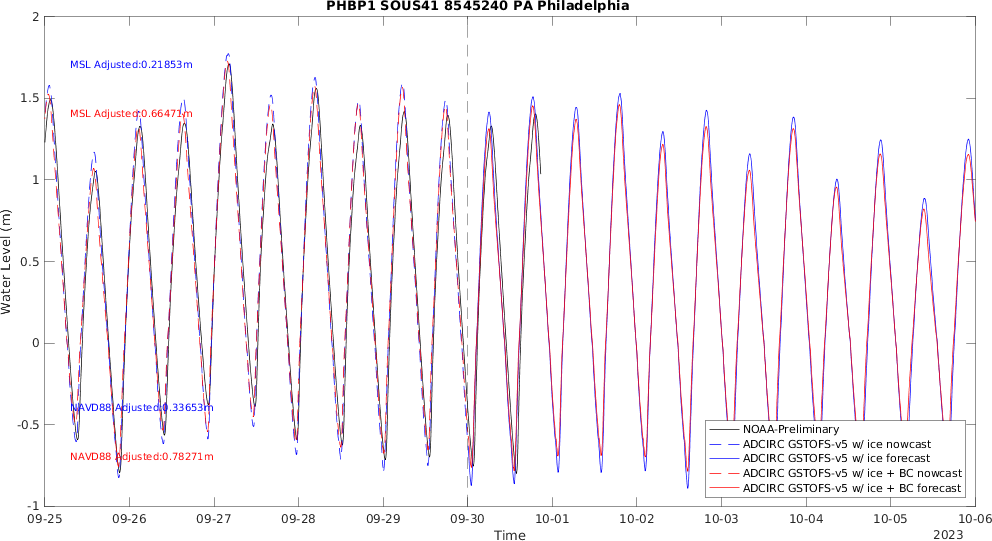 PHBP1 SOUS41 8545240 PA Philadelphia
2
1.5
1
0.5
0
-0.5
-1
Water Level (m)
MSL Adjusted:0.21853m
MSL Adjusted:0.66471m
NAVD88 Adjusted:0.33653m
NAVD88 Adjusted:0.78271m
NOAA-Preliminary
ADCIRC GSTOFS-v5 w/ ice nowcast
ADCIRC GSTOFS-v5 w/ ice forecast
ADCIRC GSTOFS-v5 w/ ice + BC nowcast
ADCIRC GSTOFS-v5 w/ ice + BC forecast
09-25 09-26 09-27 09-28 09-29 09-30 10-01 10-02 10-03 10-04 10-05 10-06
Time
2023